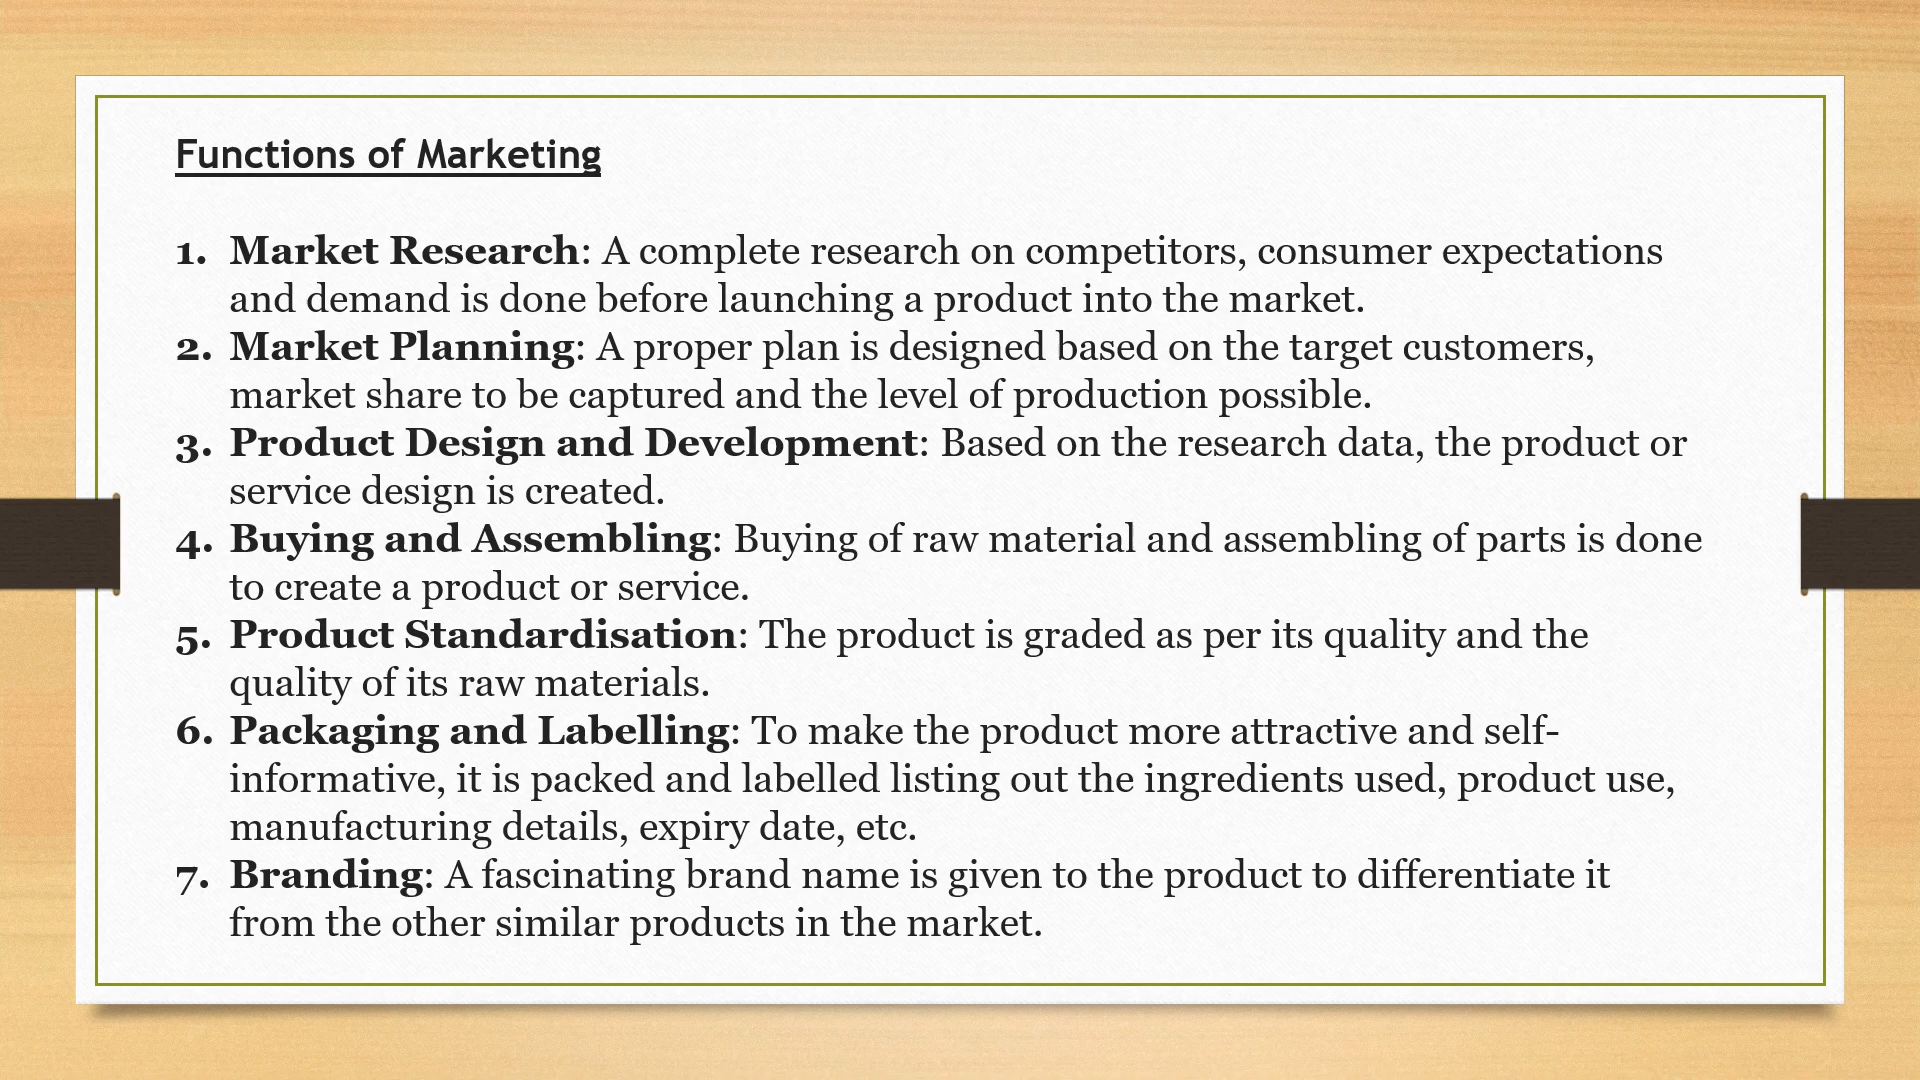 Functions of Marketing
1. Market Research: A complete research on competitors, consumer expectations
and demand is done before launching a product into the market.
2. Market Planning: A proper plan is designed based on the target customers,
market share to be captured and the level of production possible.
3. Product Design and Development: Based on the research data, the product or
service design is created.
4. Buying and Assembling: Buying of raw material and assembling of parts is done
to create a product or service.
5. Product Standardisation: The product is graded as per its quality and the
quality of its raw materials.
6. Packaging and Labelling: To make the product more attractive and self-
informative, it is packed and labelled listing out the ingredients used, product use,
manufacturing details, expiry date, etc.
7. Branding: A fascinating brand name is given to the product to differentiate it
from the other similar products in the market.